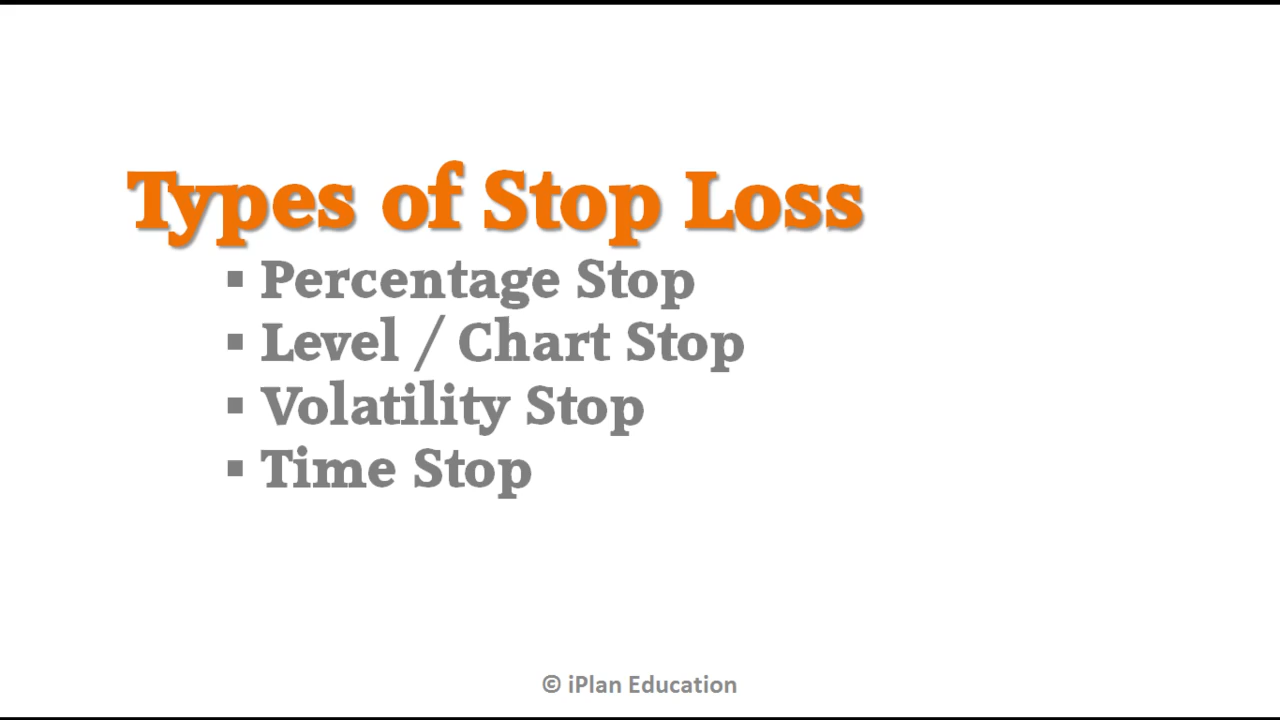 Types of Stop Loss
▪ Percentage Stop
▪ Level / Chart Stop
▪ Volatility Stop
▪ Time Stop
© iPlan Education